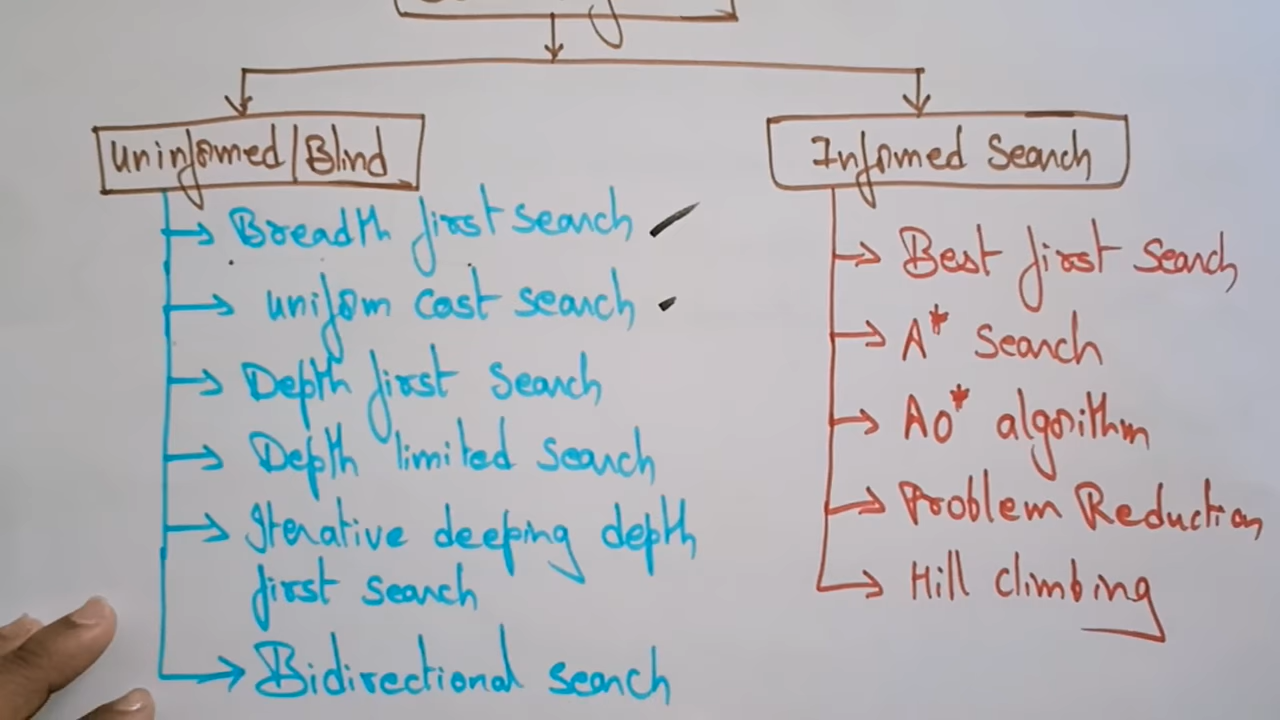 Uninformed/Blind
Breadth first search
uniform cost search
Depth first search
Depth limited search
Iterative deeping depth
first search
Bidirectional search
Informed Search
Best first Search
A* Search
AO* algorithm
Problem Reduction
Hill climbing